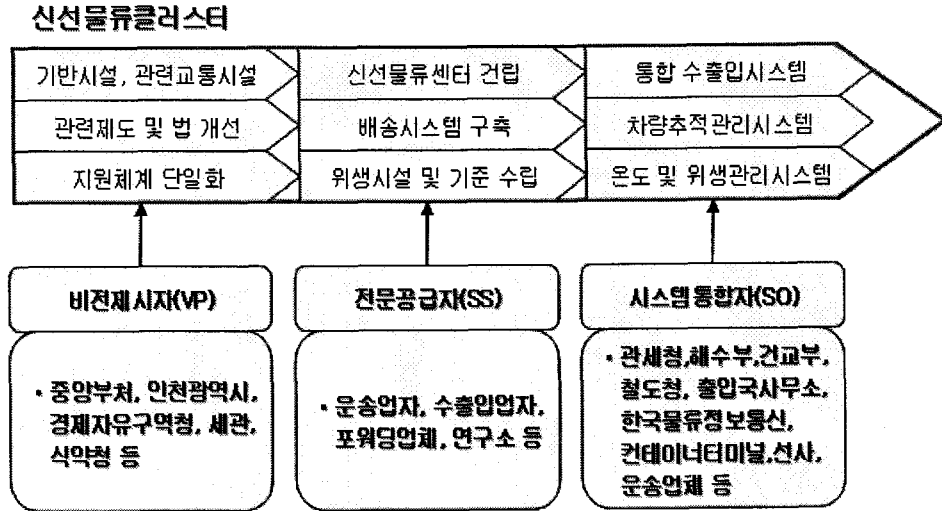 신선물류클러스터
기반시설, 관련교통시설
신선물류센터 건립
통합 수출입시스템
관련제도 및 법 개선
배송시스템 구축
차량추적관리시스템
지원체계 단일화
위생시설 및 기준 수립
온도 및 위생관리시스템
비전제시자(VP)
전문공급자(SS)
시스템통합자(SO)
• 중앙부처, 인천광역시,
경제자유구역청, 세관,
식약청 등
• 운송업자, 수출입업자,
포워딩업체, 연구소 등
• 관세청,해수부,건교부,
철도청, 출입국사무소,
한국물류정보통신,
컨테이너터미널,선사,
운송업체 등